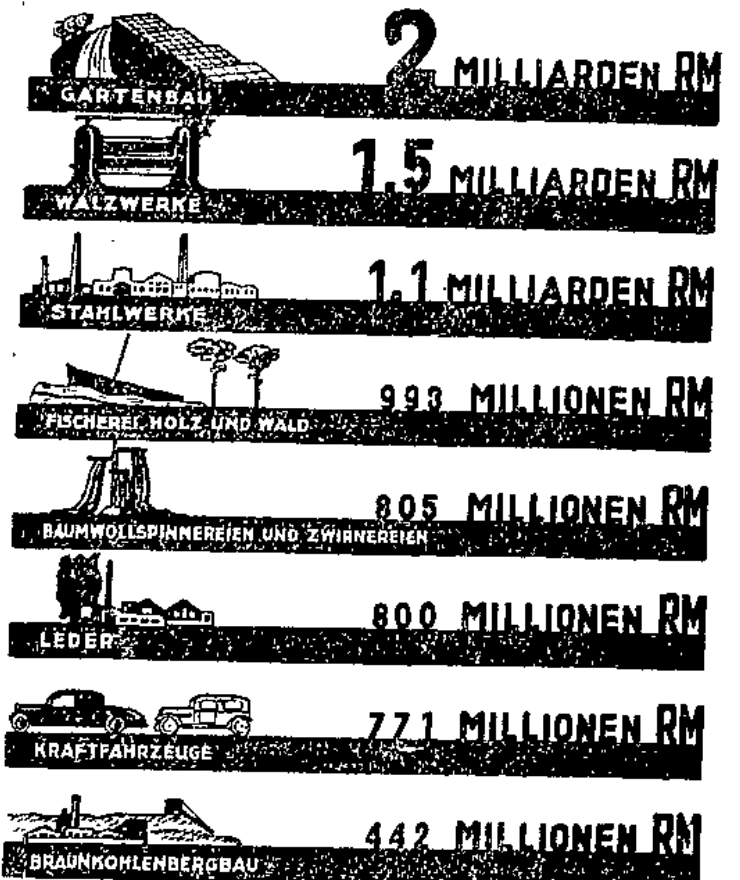 2 MILLIARDEN RM
GARTENBAU
1.5 MILLIARDEN RM
WALZWERKE
1.1 MILLIARDEN RM
STAHLWERKE
993 MILLIONEN RM
FISCHEREI, HOLZ UND WALD
805 MILLIONEN RM
BAUMWOLLSPINNEREIEN UND ZWIRNEREIEN
800 MILLIONEN RM
LEDER
771 MILLIONEN RM
KRAFTFAHRZEUGE
442 MILLIONEN RM
BRAUNKOHLENBERGBAU